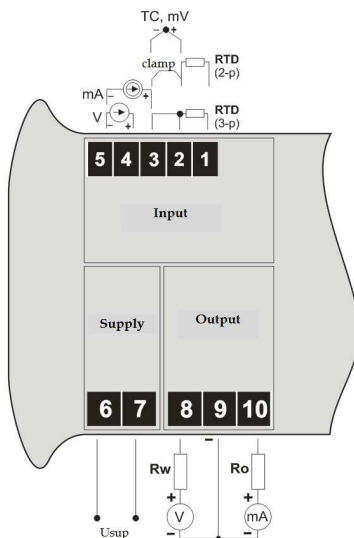 TC, mV
− +
clamp
RTD
(2-p)
mA
− +
V
− +
RTD
(3-p)
5 4 3 2 1
Input
Supply
Output
6 7 8 9 10
−
Rw
Ro
+ +
V mA
− −
Usup